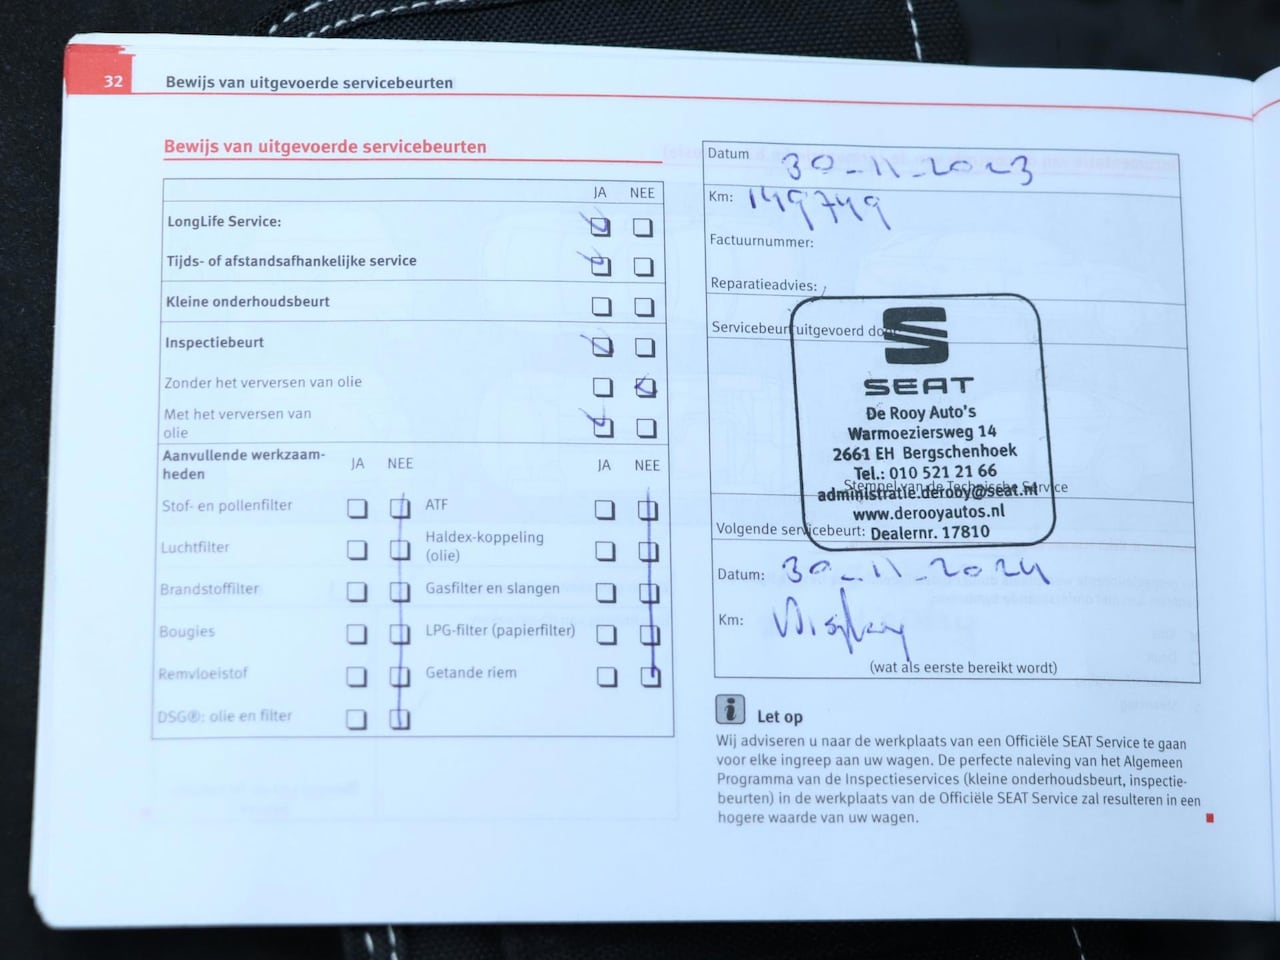 32 Bewijs van uitgevoerde servicebeurten
Bewijs van uitgevoerde servicebeurten
JA NEE
LongLife Service:
Tijds- of afstandsafhankelijke service
Kleine onderhoudsbeurt
Inspectiebeurt
Zonder het verversen van olie
Met het verversen van
olie
Aanvullende werkzaam-
heden
JA NEE JA NEE
Stof- en pollenfilter ATF
Luchtfilter Haldex-koppeling
(olie)
Brandstoffilter Gasfilter en slangen
Bougies LPG-filter (papierfilter)
Remvloeistof Getande riem
DSG®: olie en filter
Datum 30-11-2023
Km: 149749
Factuurnummer:
Reparatieadvies:
Servicebeurt uitgevoerd door
SEAT
De Rooy Auto's
Warmoeziersweg 14
2661 EH Bergschenhoek
Tel.: 010 521 21 66
Stempel van de Technische Service
administratie.derooy@seat.nl
www.derooyautos.nl
Volgende servicebeurt: Dealernr. 17810
Datum: 30-11-2024
Km: Display
(wat als eerste bereikt wordt)
i Let op
Wij adviseren u naar de werkplaats van een Officiële SEAT Service te gaan
voor elke ingreep aan uw wagen. De perfecte naleving van het Algemeen
Programma van de Inspectieservices (kleine onderhoudsbeurt, inspectie-
beurten) in de werkplaats van de Officiële SEAT Service zal resulteren in een
hogere waarde van uw wagen.